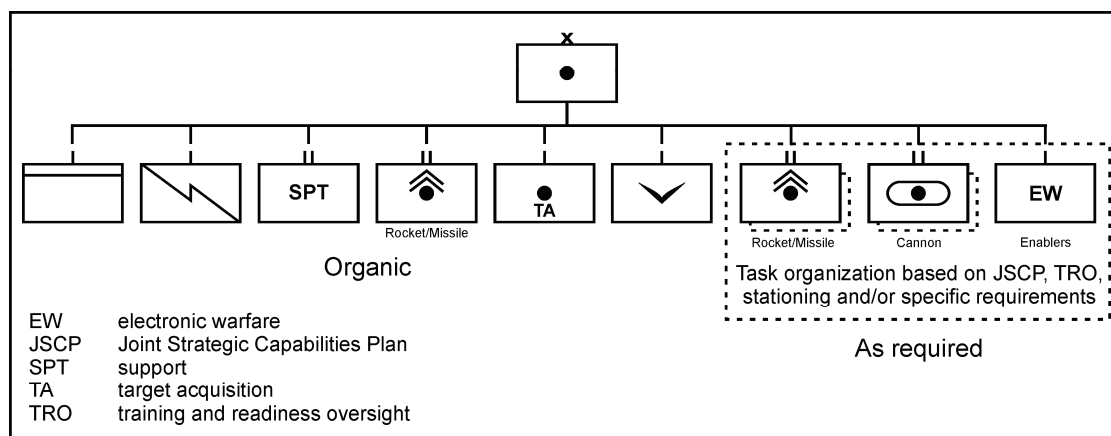 X
SPT
TA
EW
Rocket/Missile
Rocket/Missile
Cannon
Enablers
Organic
Task organization based on JSCP, TRO,
stationing and/or specific requirements
As required
EW electronic warfare
JSCP Joint Strategic Capabilities Plan
SPT support
TA target acquisition
TRO training and readiness oversight